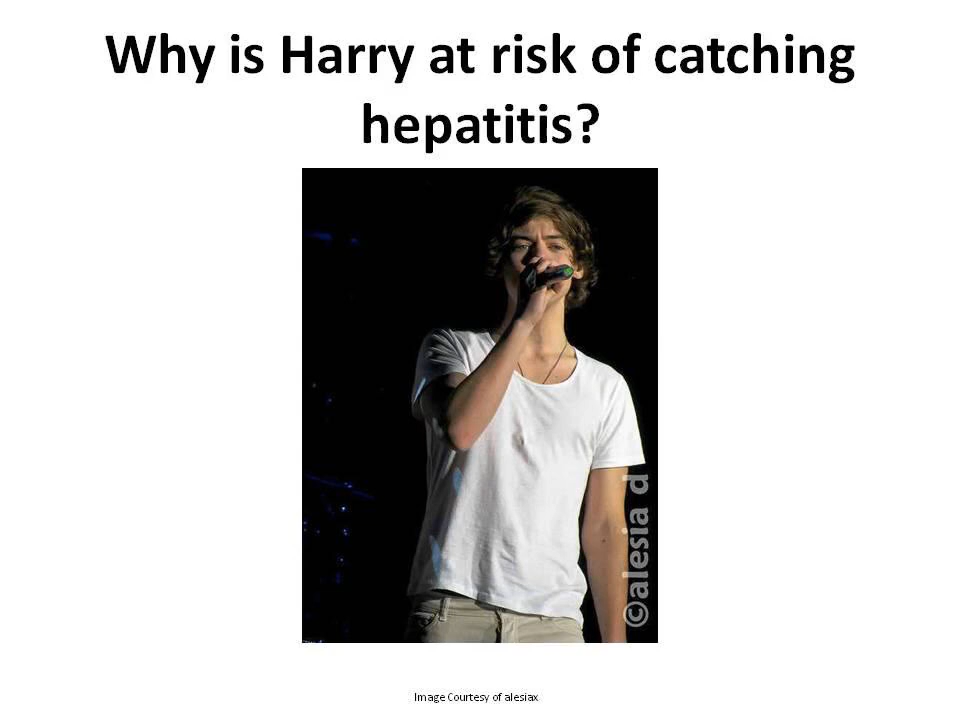 Why is Harry at risk of catching
hepatitis?
©alesia d
Image Courtesy of alesiax